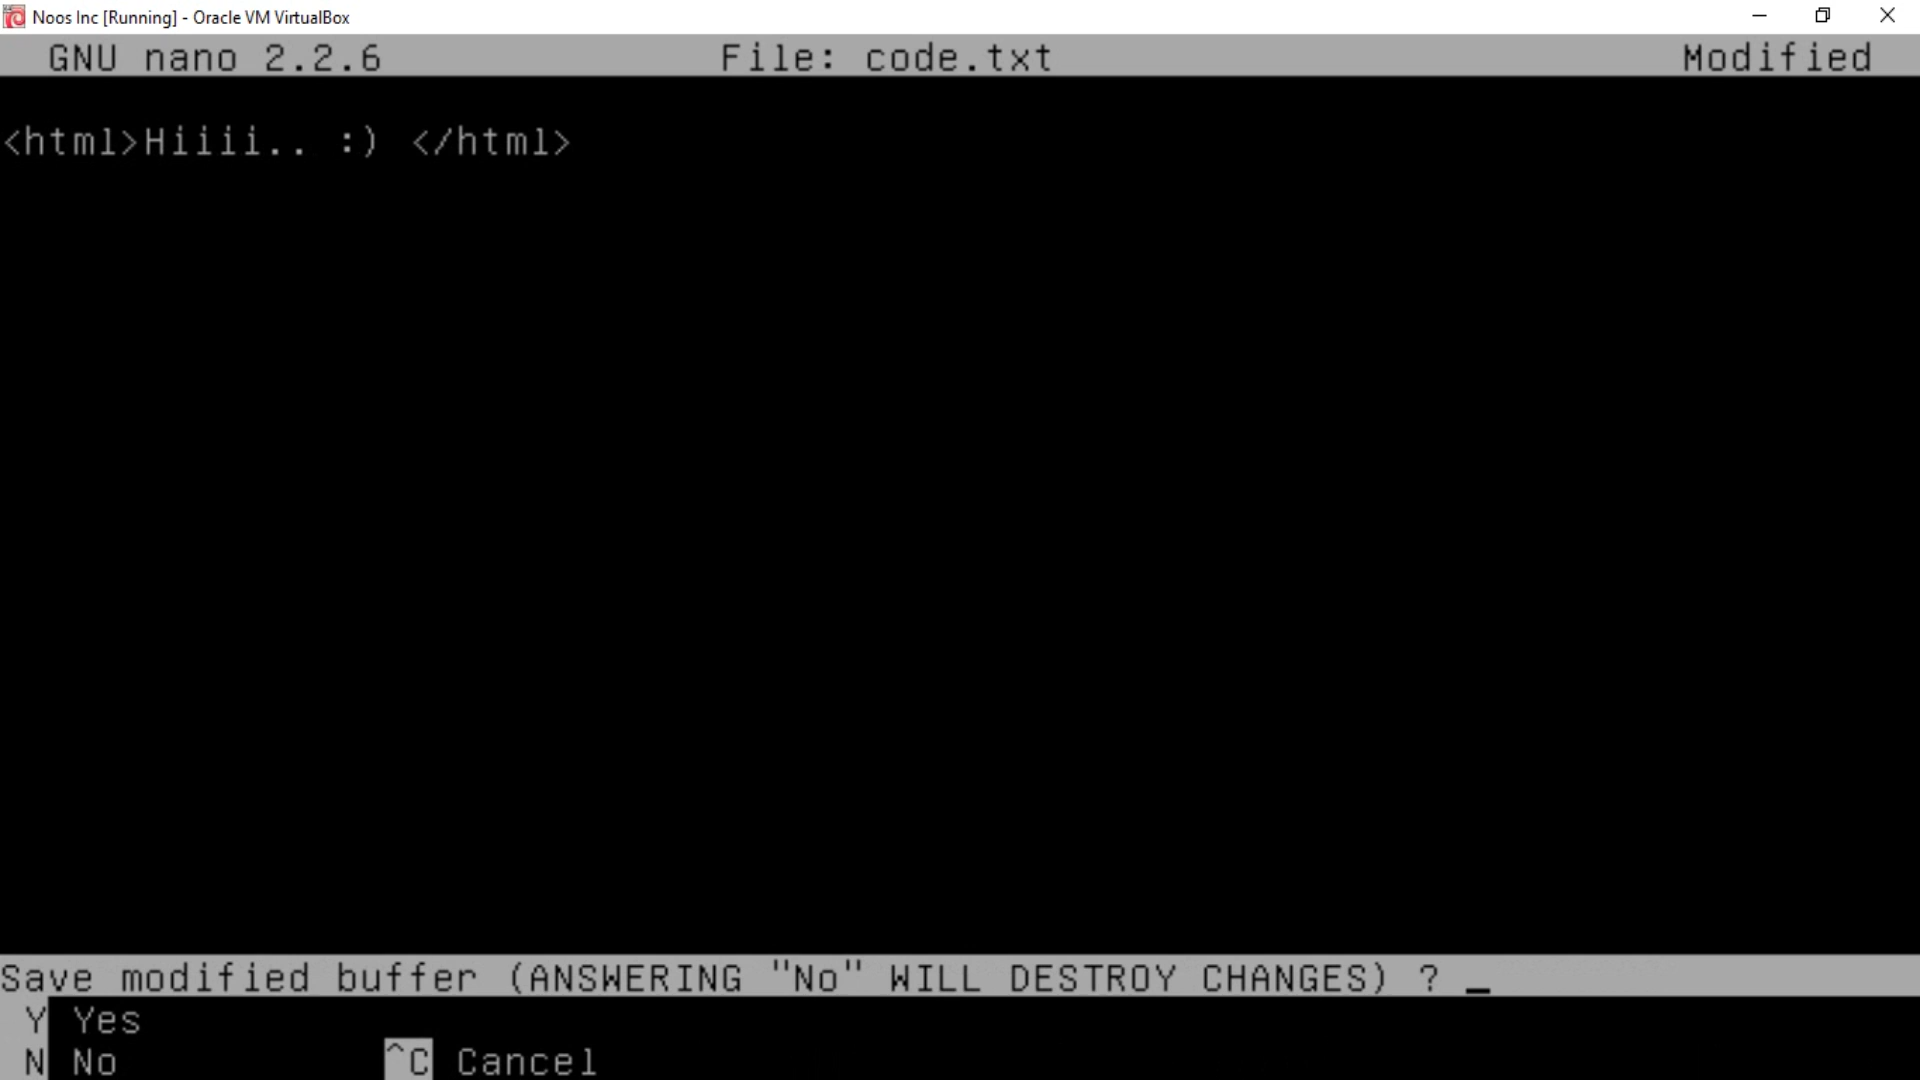 Noos Inc [Running] - Oracle VM VirtualBox
GNU nano 2.2.6 File: code.txt Modified
<html>Hiiii.. :) </html>
Save modified buffer (ANSWERING "No" WILL DESTROY CHANGES) ? _
Y Yes
N No ^C Cancel